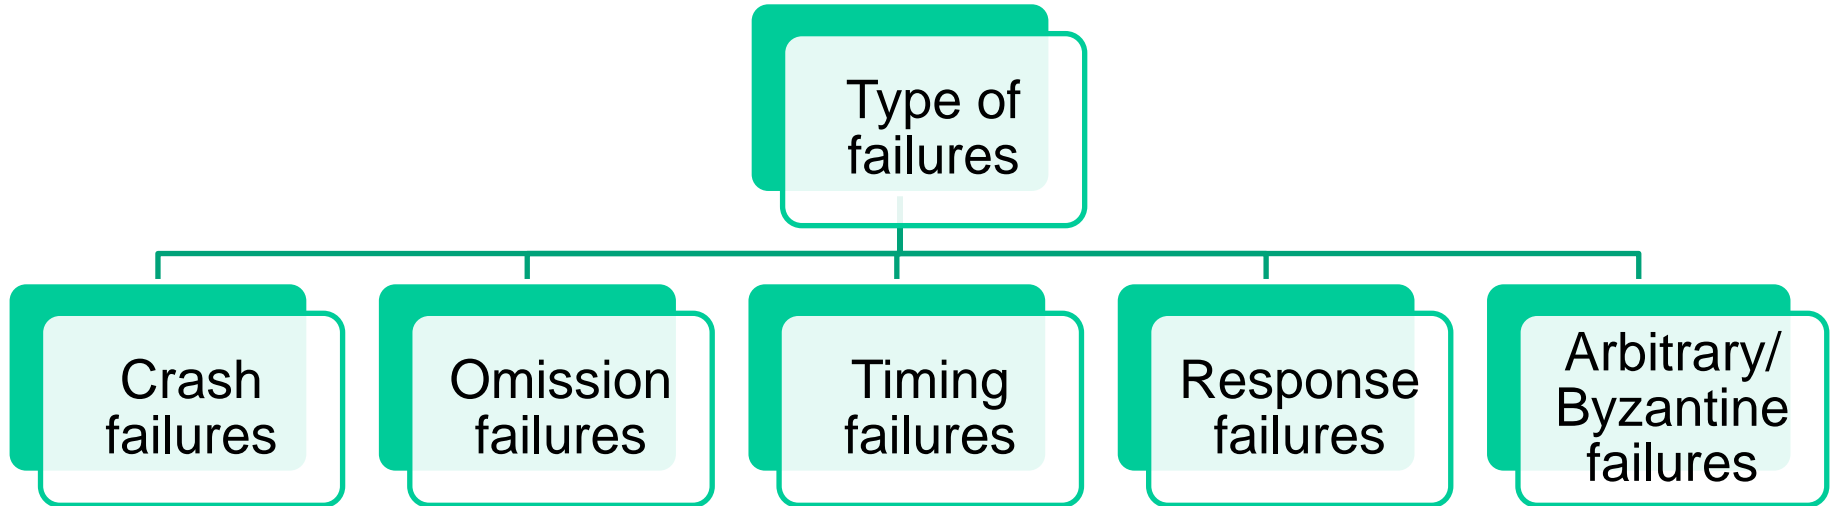 Type of
failures
Crash
failures
Omission
failures
Timing
failures
Response
failures
Arbitrary/
Byzantine
failures